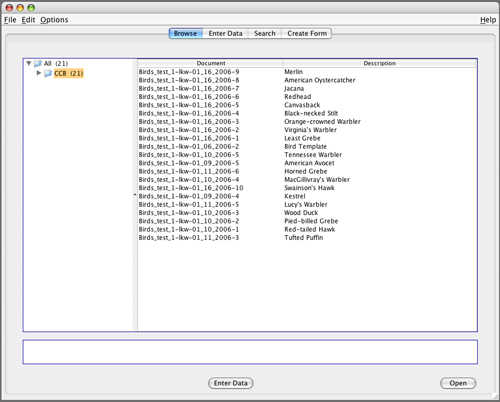 File Edit Options Help
Browse Enter Data Search Create Form
All (21)
CCB (21)
Document Description
Birds_test_1-lkw-01_16_2006-9 Merlin
Birds_test_1-lkw-01_16_2006-8 American Oystercatcher
Birds_test_1-lkw-01_16_2006-7 Jacana
Birds_test_1-lkw-01_16_2006-6 Redhead
Birds_test_1-lkw-01_16_2006-5 Canvasback
Birds_test_1-lkw-01_16_2006-4 Black-necked Stilt
Birds_test_1-lkw-01_16_2006-3 Orange-crowned Warbler
Birds_test_1-lkw-01_16_2006-2 Virginia's Warbler
Birds_test_1-lkw-01_16_2006-1 Least Grebe
Birds_test_1-lkw-01_06_2006-2 Bird Template
Birds_test_1-lkw-01_10_2006-5 Tennessee Warbler
Birds_test_1-lkw-01_09_2006-5 American Avocet
Birds_test_1-lkw-01_11_2006-6 Horned Grebe
Birds_test_1-lkw-01_10_2006-4 MacGillivray's Warbler
Birds_test_1-lkw-01_16_2006-10 Swainson's Hawk
Birds_test_1-lkw-01_09_2006-4 Kestrel
Birds_test_1-lkw-01_11_2006-5 Lucy's Warbler
Birds_test_1-lkw-01_10_2006-3 Wood Duck
Birds_test_1-lkw-01_10_2006-2 Pied-billed Grebe
Birds_test_1-lkw-01_10_2006-1 Red-tailed Hawk
Birds_test_1-lkw-01_11_2006-3 Tufted Puffin
Enter Data Open